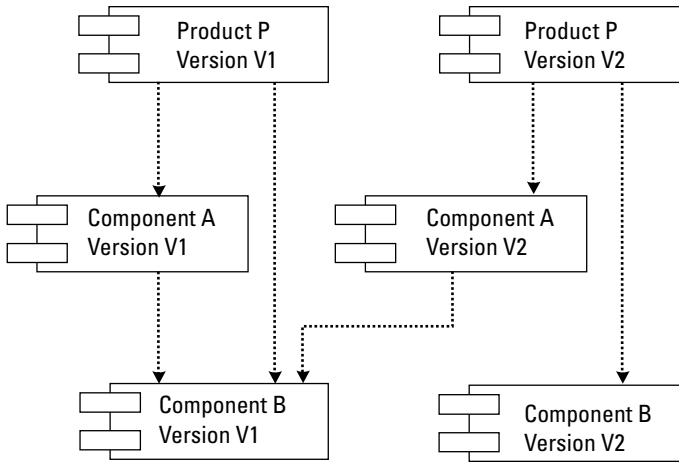 Product P
Version V1
Product P
Version V2
Component A
Version V1
Component A
Version V2
Component B
Version V1
Component B
Version V2